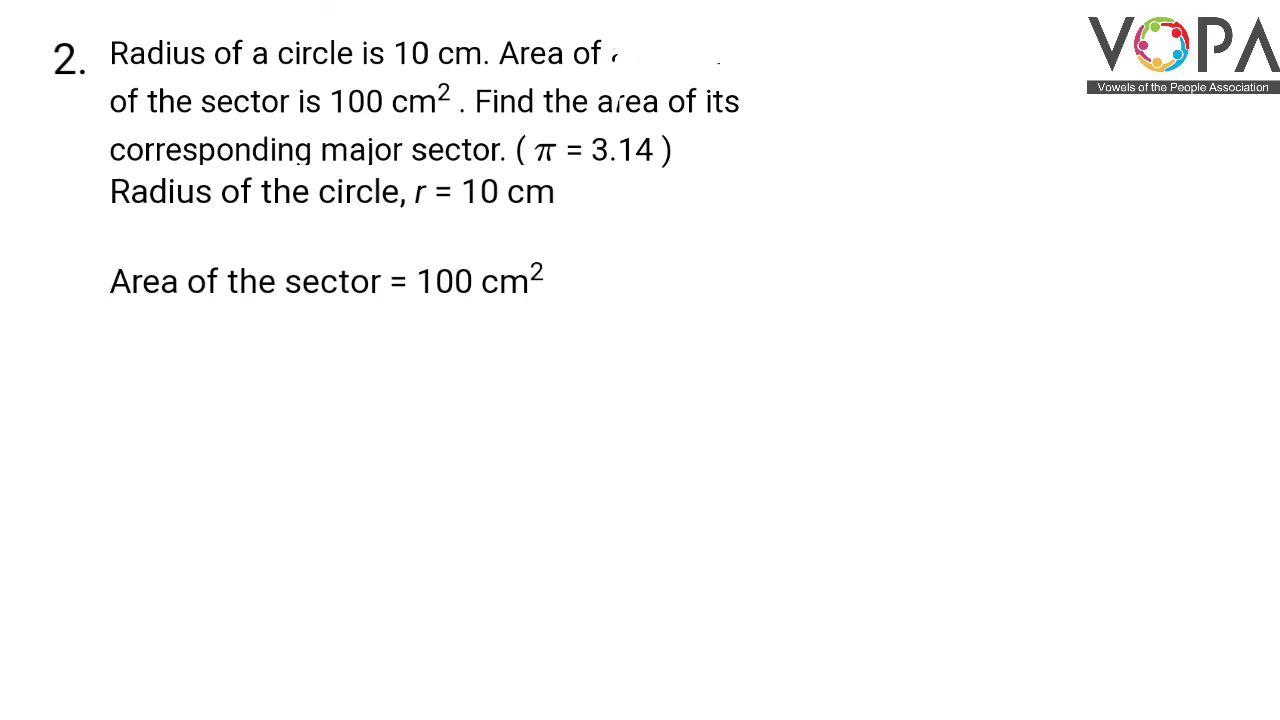 2. Radius of a circle is 10 cm. Area of
of the sector is 100 cm². Find the area of its
corresponding major sector. ( π = 3.14 )
Radius of the circle, r = 10 cm
Area of the sector = 100 cm²
VOPA
Vowels of the People Association